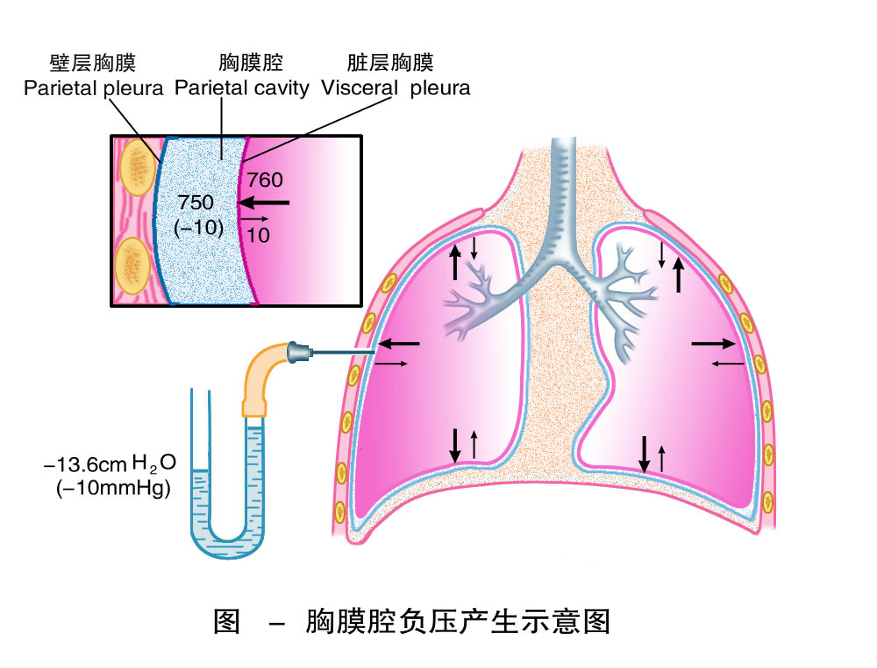 壁层胸膜 胸膜腔 脏层胸膜
Parietal pleura Parietal cavity Visceral pleura
760
750
(−10)
10
−13.6cm H₂O
(−10mmHg)
图 – 胸膜腔负压产生示意图